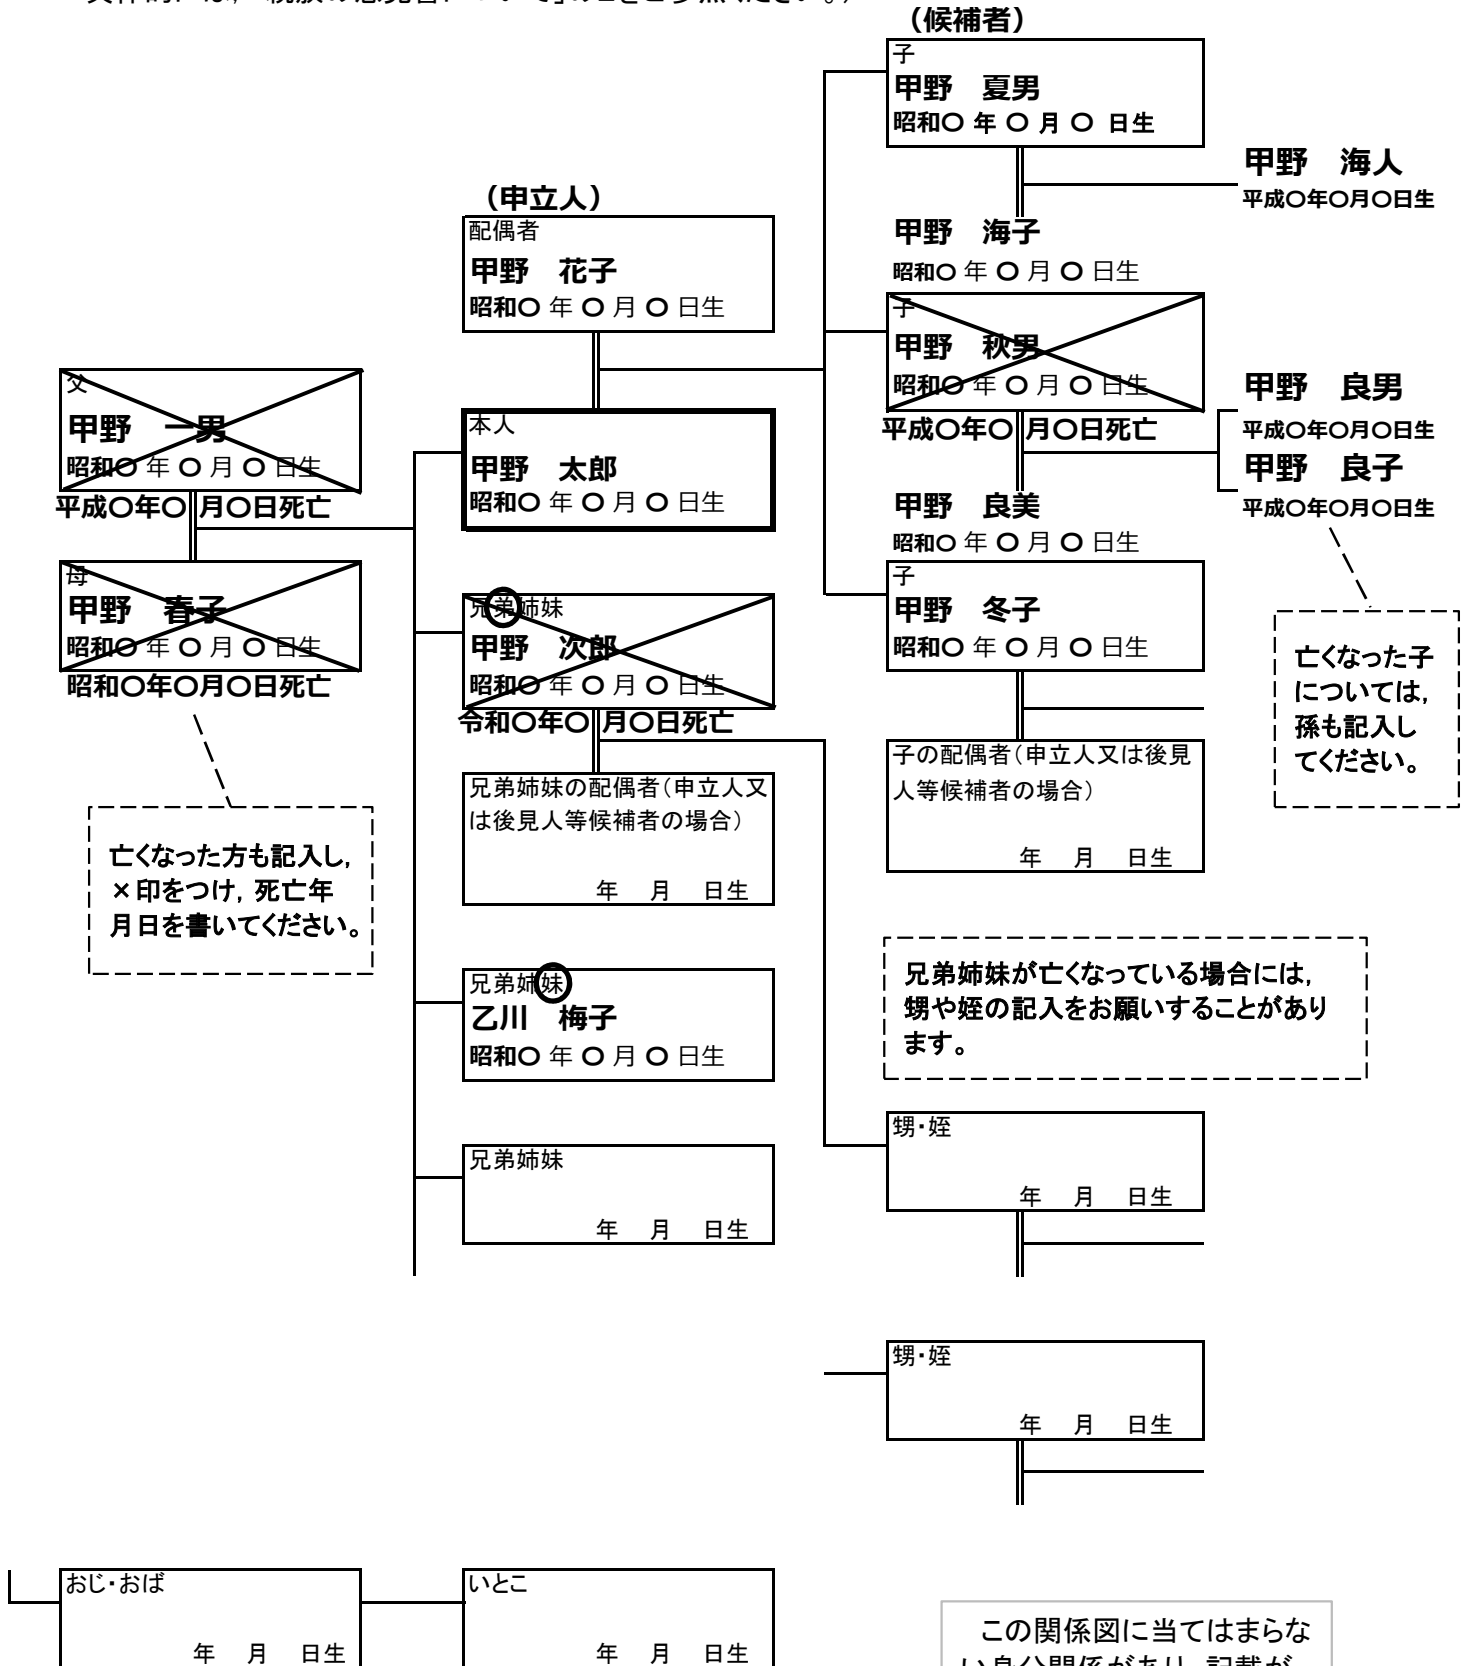 （候補者）
子
甲野　夏男
昭和〇 年 〇 月 〇 日生
甲野　海人
平成〇年〇月〇日生
甲野　海子
昭和〇 年 〇 月 〇 日生
（申立人）
配偶者
甲野　花子
昭和〇 年 〇 月 〇 日生
子
甲野　秋男
昭和〇 年 〇 月 〇 日生
平成〇年〇月〇日死亡
甲野　良男
平成〇年〇月〇日生
甲野　良子
平成〇年〇月〇日生
甲野　良美
昭和〇 年 〇 月 〇 日生
父
甲野　一男
昭和〇 年 〇 月 〇 日生
平成〇年〇月〇日死亡
本人
甲野　太郎
昭和〇 年 〇 月 〇 日生
母
甲野　春子
昭和〇 年 〇 月 〇 日生
昭和〇年〇月〇日死亡
兄弟姉妹
甲野　次郎
昭和〇 年 〇 月 〇 日生
令和〇年〇月〇日死亡
子
甲野　冬子
昭和〇 年 〇 月 〇 日生
亡くなった子
については，
孫も記入し
てください。
兄弟姉妹の配偶者（申立人又
は後見人等候補者の場合）
年　月　日生
子の配偶者（申立人又は後見
人等候補者の場合）
年　月　日生
亡くなった方も記入し，
×印をつけ，死亡年
月日を書いてください。
兄弟姉妹
乙川　梅子
昭和〇 年 〇 月 〇 日生
兄弟姉妹が亡くなっている場合には，
甥や姪の記入をお願いすることがあり
ます。
兄弟姉妹
年　月　日生
甥・姪
年　月　日生
甥・姪
年　月　日生
おじ・おば
年　月　日生
いとこ
年　月　日生
この関係図に当てはまらな